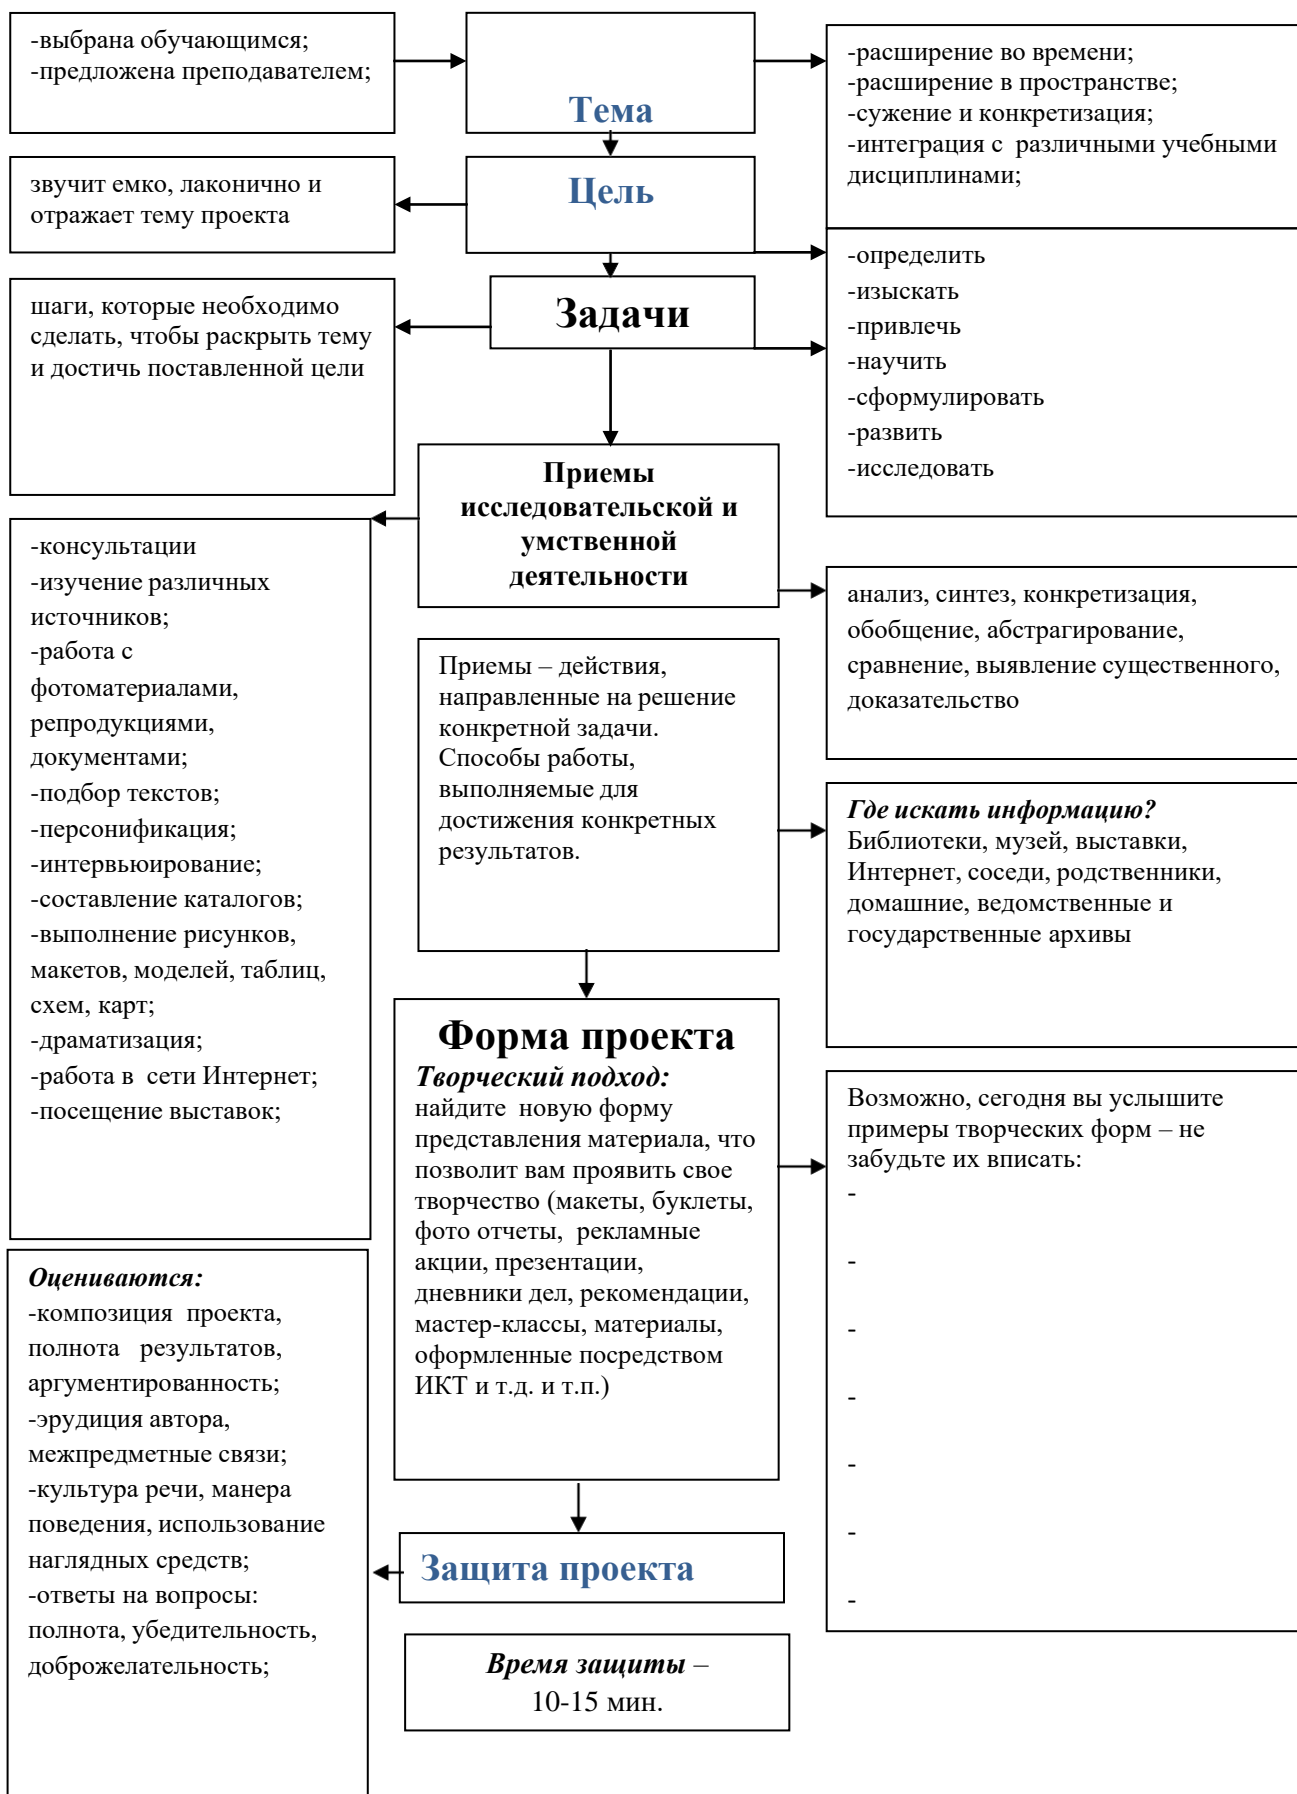 -выбрана обучающимся;
-предложена преподавателем;
Тема
-расширение во времени;
-расширение в пространстве;
-сужение и конкретизация;
-интеграция с различными учебными
дисциплинами;
звучит емко, лаконично и
отражает тему проекта
Цель
шаги, которые необходимо
сделать, чтобы раскрыть тему
и достичь поставленной цели
Задачи
-определить
-изыскать
-привлечь
-научить
-сформулировать
-развить
-исследовать
Приемы
исследовательской и
умственной
деятельности
-консультации
-изучение различных
источников;
-работа с
фотоматериалами,
репродукциями,
документами;
-подбор текстов;
-персонификация;
-интервьюирование;
-составление каталогов;
-выполнение рисунков,
макетов, моделей, таблиц,
схем, карт;
-драматизация;
-работа в сети Интернет;
-посещение выставок;
анализ, синтез, конкретизация,
обобщение, абстрагирование,
сравнение, выявление существенного,
доказательство
Приемы – действия,
направленные на решение
конкретной задачи.
Способы работы,
выполняемые для
достижения конкретных
результатов.
Где искать информацию?
Библиотеки, музей, выставки,
Интернет, соседи, родственники,
домашние, ведомственные и
государственные архивы
Форма проекта
Творческий подход:
найдите новую форму
представления материала, что
позволит вам проявить свое
творчество (макеты, буклеты,
фото отчеты, рекламные
акции, презентации,
дневники дел, рекомендации,
мастер-классы, материалы,
оформленные посредством
ИКТ и т.д. и т.п.)
Возможно, сегодня вы услышите
примеры творческих форм – не
забудьте их вписать:
-
-
-
-
-
-
-
Оцениваются:
-композиция проекта,
полнота результатов,
аргументированность;
-эрудиция автора,
межпредметные связи;
-культура речи, манера
поведения, использование
наглядных средств;
-ответы на вопросы:
полнота, убедительность,
доброжелательность;
Защита проекта
Время защиты –
10-15 мин.